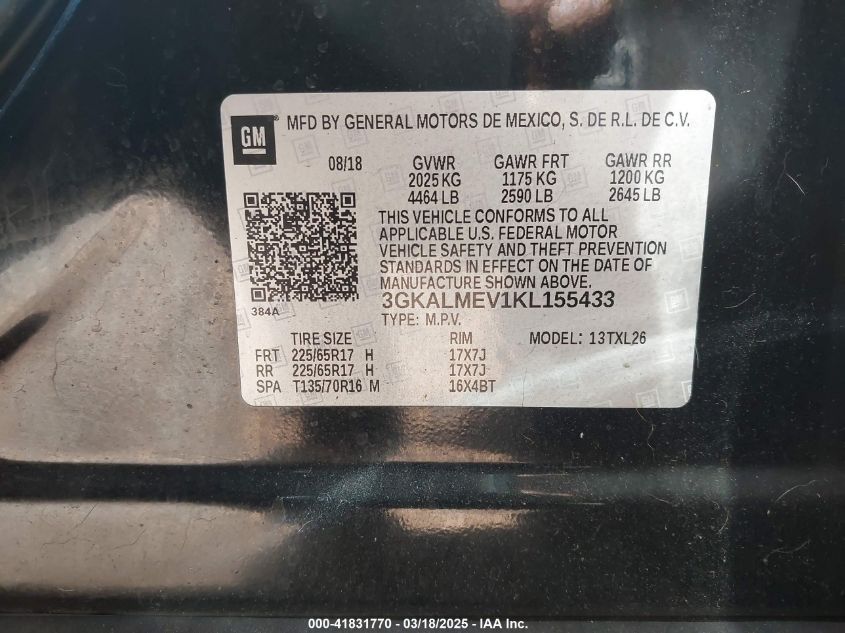 GM
MFD BY GENERAL MOTORS DE MEXICO, S. DE R.L. DE C.V.
08/18 GVWR GAWR FRT GAWR RR
2025 KG 1175 KG 1200 KG
4464 LB 2590 LB 2645 LB
THIS VEHICLE CONFORMS TO ALL
APPLICABLE U.S. FEDERAL MOTOR
VEHICLE SAFETY AND THEFT PREVENTION
STANDARDS IN EFFECT ON THE DATE OF
MANUFACTURE SHOWN ABOVE.
3GKALMEV1KL155433
384A
TYPE: M.P.V.
TIRE SIZE RIM MODEL: 13TXL26
FRT 225/65R17 H 17X7J
RR 225/65R17 H 17X7J
SPA T135/70R16 M 16X4BT
000-41831770 - 03/18/2025 - IAA Inc.